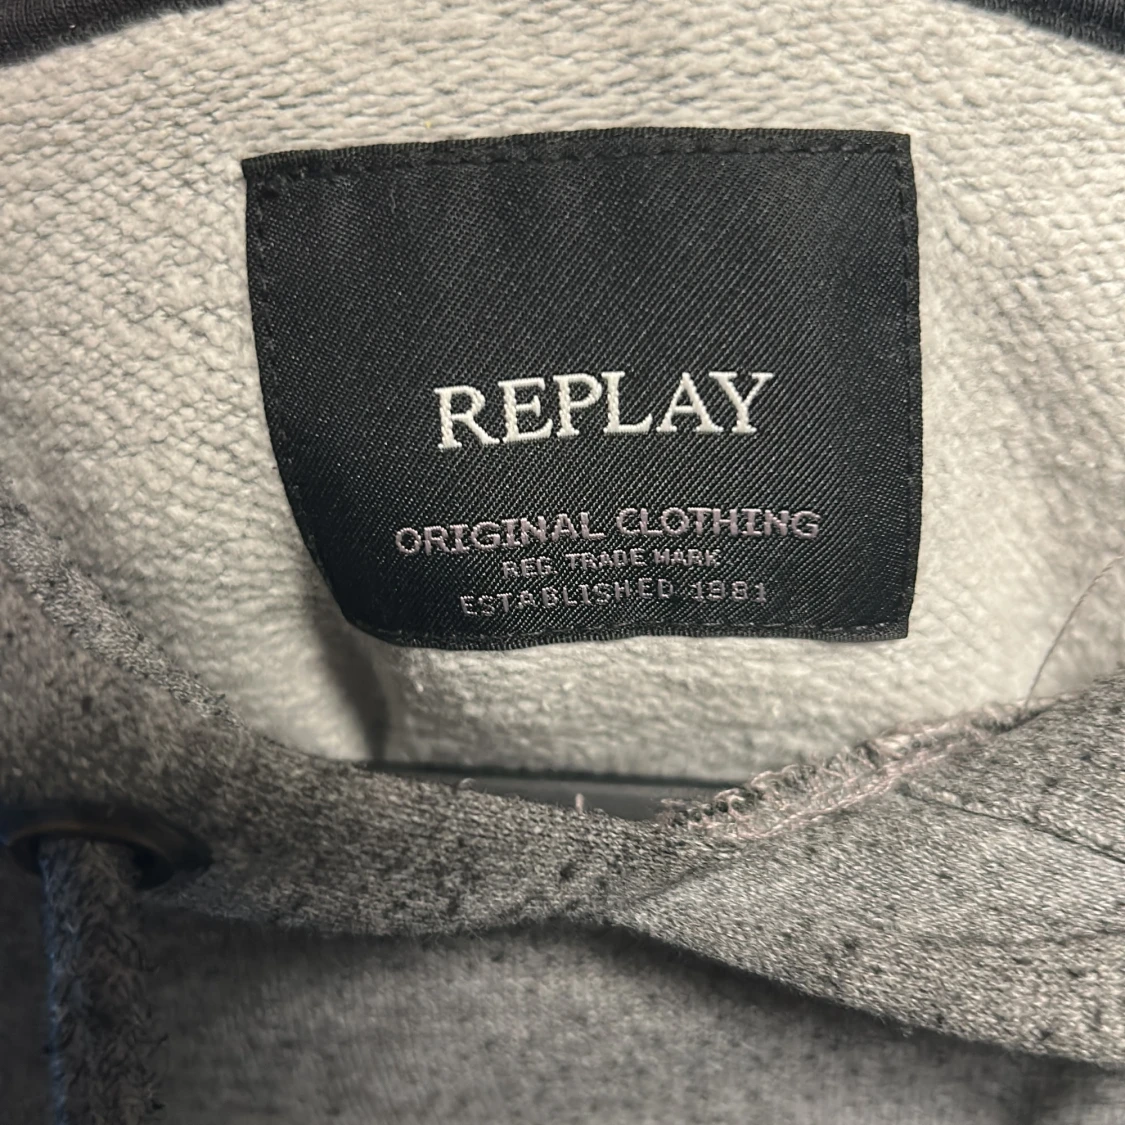 REPLAY
ORIGINAL CLOTHING
REG. TRADE MARK
ESTABLISHED 1981